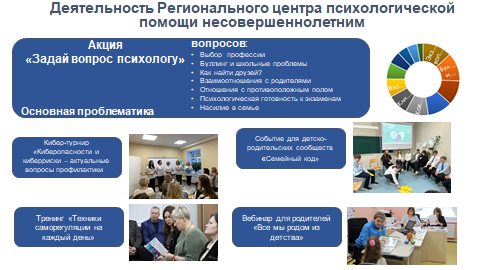 Деятельность Регионального центра психологической
помощи несовершеннолетним
Акция
«Задай вопрос психологу»
Основная проблематика
вопросов:
• Выбор профессии
• Буллинг и школьные проблемы
• Как найти друзей?
• Взаимоотношения с родителями
• Отношения с противоположным полом
• Психологическая готовность к экзаменам
• Насилие в семье
Кибер-турнир
«Киберопасности и
киберриски – актуальные
вопросы профилактики
Событие для детско-
родительских сообществ
«Семейный код»
Тренинг «Техники
саморегуляции на
каждый день»
Вебинар для родителей
«Все мы родом из
детства»